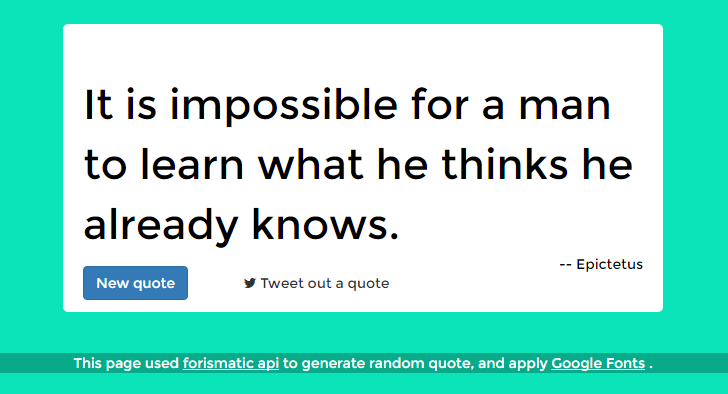 It is impossible for a man
to learn what he thinks he
already knows.
-- Epictetus
New quote
Tweet out a quote
This page used forismatic api to generate random quote, and apply Google Fonts .